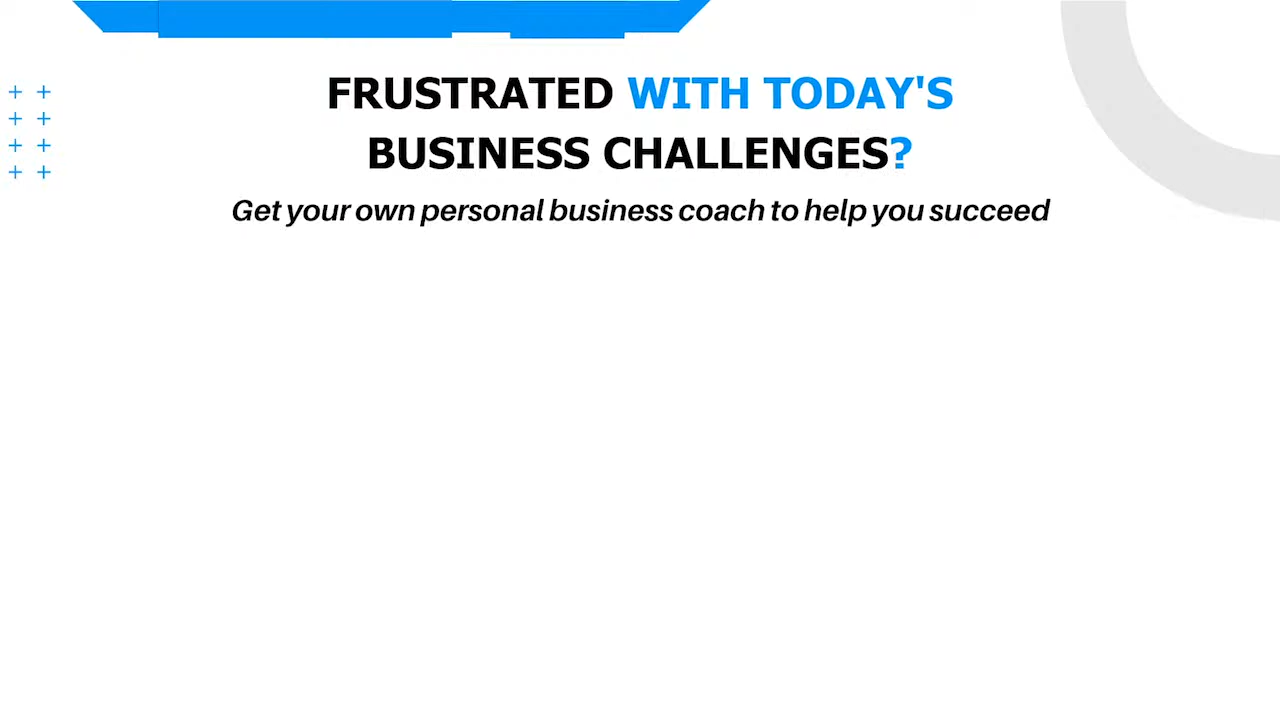 FRUSTRATED WITH TODAY'S
BUSINESS CHALLENGES?
Get your own personal business coach to help you succeed